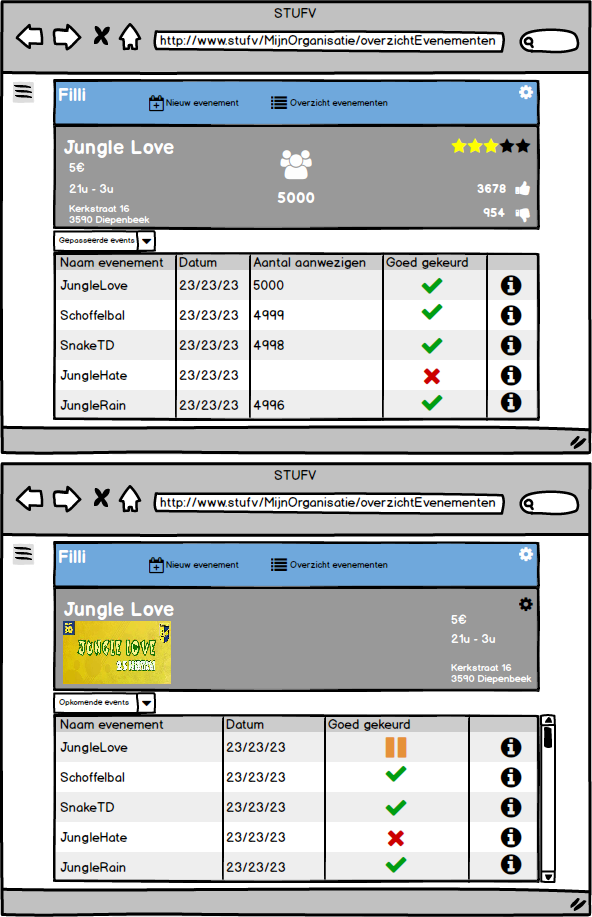 STUFV
http://www.stufv/MijnOrganisatie/overzichtEvenementen
Filli
Nieuw evenement
Overzicht evenementen
Jungle Love
5€
21u - 3u
Kerkstraat 16
3590 Diepenbeek
5000
3678
954
Gepasseerde events
Naam evenement Datum Aantal aanwezigen Goed gekeurd
JungleLove 23/23/23 5000
Schoffelbal 23/23/23 4999
SnakeTD 23/23/23 4998
JungleHate 23/23/23
JungleRain 23/23/23 4996
STUFV
http://www.stufv/MijnOrganisatie/overzichtEvenementen
Filli
Nieuw evenement
Overzicht evenementen
Jungle Love
JUNGLE LOVE
5€
21u - 3u
Kerkstraat 16
3590 Diepenbeek
Opkomende events
Naam evenement Datum Goed gekeurd
JungleLove 23/23/23
Schoffelbal 23/23/23
SnakeTD 23/23/23
JungleHate 23/23/23
JungleRain 23/23/23